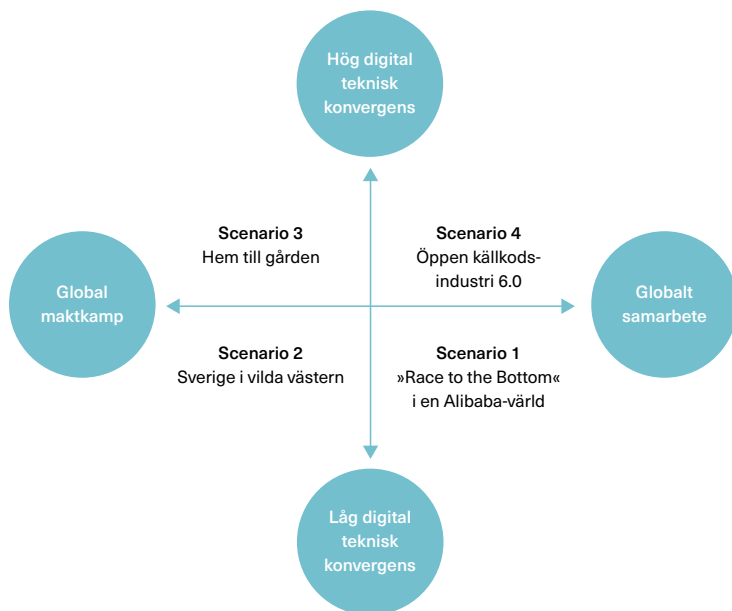 Hög digital
teknisk
konvergens
Scenario 3
Hem till gården
Scenario 4
Öppen källkods-
industri 6.0
Global
maktkamp
Globalt
samarbete
Scenario 2
Sverige i vilda västern
Scenario 1
»Race to the Bottom«
i en Alibaba-värld
Låg digital
teknisk
konvergens